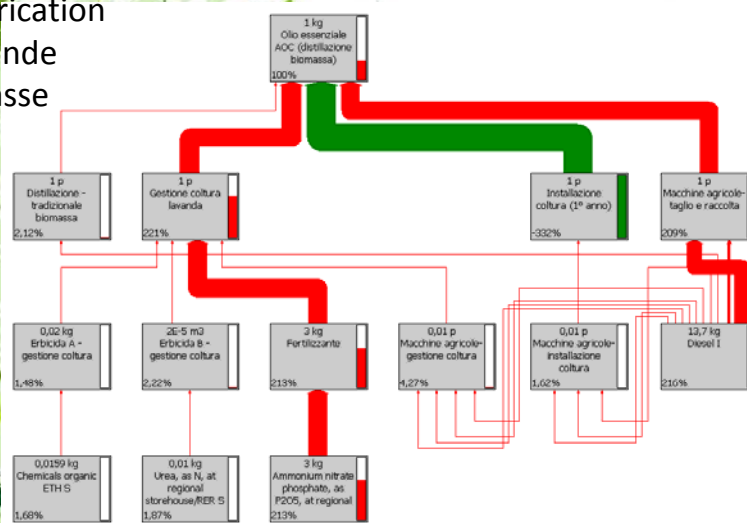 rication
nde
asse
1 kg
Olio essenziale
AOC (distillazione
biomassa)
100%
1 p
Distillazione -
tradizionale
biomassa
2,12%
1 p
Gestione coltura
lavanda
221%
1 p
Installazione
coltura (1° anno)
-332%
1 p
Macchine agricole-
taglio e raccolta
209%
0,02 kg
Erbicida A -
gestione coltura
1,48%
2E-5 m3
Erbicida B -
gestione coltura
2,22%
3 kg
Fertilizzante
213%
0,01 p
Macchine agricole-
gestione coltura
4,27%
0,01 p
Macchine agricole-
installazione
coltura
1,62%
13,7 kg
Diesel I
216%
0,0159 kg
Chemicals organic
ETH S
1,68%
0,01 kg
Urea, as N, at
regional
storehouse/RER S
1,87%
3 kg
Ammonium nitrate
phosphate, as
P2O5, at regional
213%